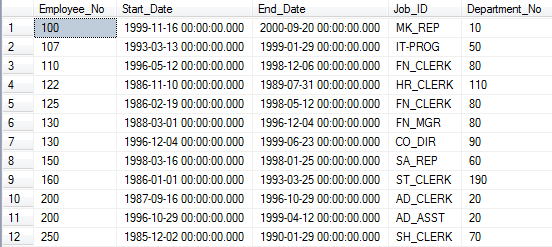 Employee_No Start_Date End_Date Job_ID Department_No
1 100 1999-11-16 00:00:00.000 2000-09-20 00:00:00.000 MK_REP 10
2 107 1993-03-13 00:00:00.000 1999-01-29 00:00:00.000 IT-PROG 50
3 110 1996-05-12 00:00:00.000 1998-12-06 00:00:00.000 FN_CLERK 80
4 122 1986-11-10 00:00:00.000 1989-07-31 00:00:00.000 HR_CLERK 110
5 125 1986-02-19 00:00:00.000 1998-05-12 00:00:00.000 FN_CLERK 80
6 130 1988-03-01 00:00:00.000 1996-12-04 00:00:00.000 FN_MGR 80
7 130 1996-12-04 00:00:00.000 1999-06-23 00:00:00.000 CO_DIR 90
8 150 1998-03-16 00:00:00.000 1998-01-25 00:00:00.000 SA_REP 60
9 160 1986-01-01 00:00:00.000 1993-03-25 00:00:00.000 ST_CLERK 190
10 200 1987-09-16 00:00:00.000 1996-10-29 00:00:00.000 AD_CLERK 20
11 200 1996-10-29 00:00:00.000 1999-04-12 00:00:00.000 AD_ASST 20
12 250 1985-12-02 00:00:00.000 1990-01-29 00:00:00.000 SH_CLERK 70